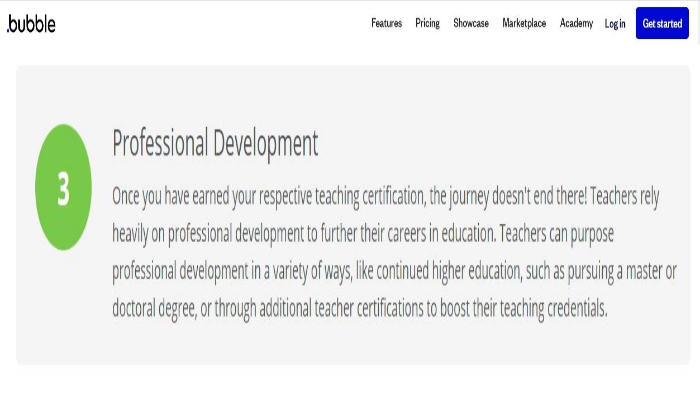 .bubble
Features Pricing Showcase Marketplace Academy Log in Get started
3
Professional Development
Once you have earned your respective teaching certification, the journey doesn't end there! Teachers rely
heavily on professional development to further their careers in education. Teachers can purpose
professional development in a variety of ways, like continued higher education, such as pursuing a master or
doctoral degree, or through additional teacher certifications to boost their teaching credentials.